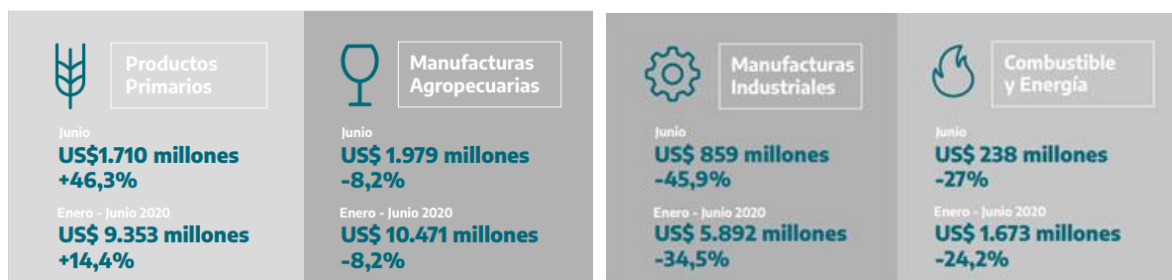 Productos
Primarios
Junio
US$1.710 millones
+46,3%
Enero - Junio 2020
US$ 9.353 millones
+14,4%
Manufacturas
Agropecuarias
Junio
US$ 1.979 millones
-8,2%
Enero - Junio 2020
US$ 10.471 millones
-8,2%
Manufacturas
Industriales
Junio
US$ 859 millones
-45,9%
Enero - Junio 2020
US$ 5.892 millones
-34,5%
Combustible
y Energía
Junio
US$ 238 millones
-27%
Enero - Junio 2020
US$ 1.673 millones
-24,2%